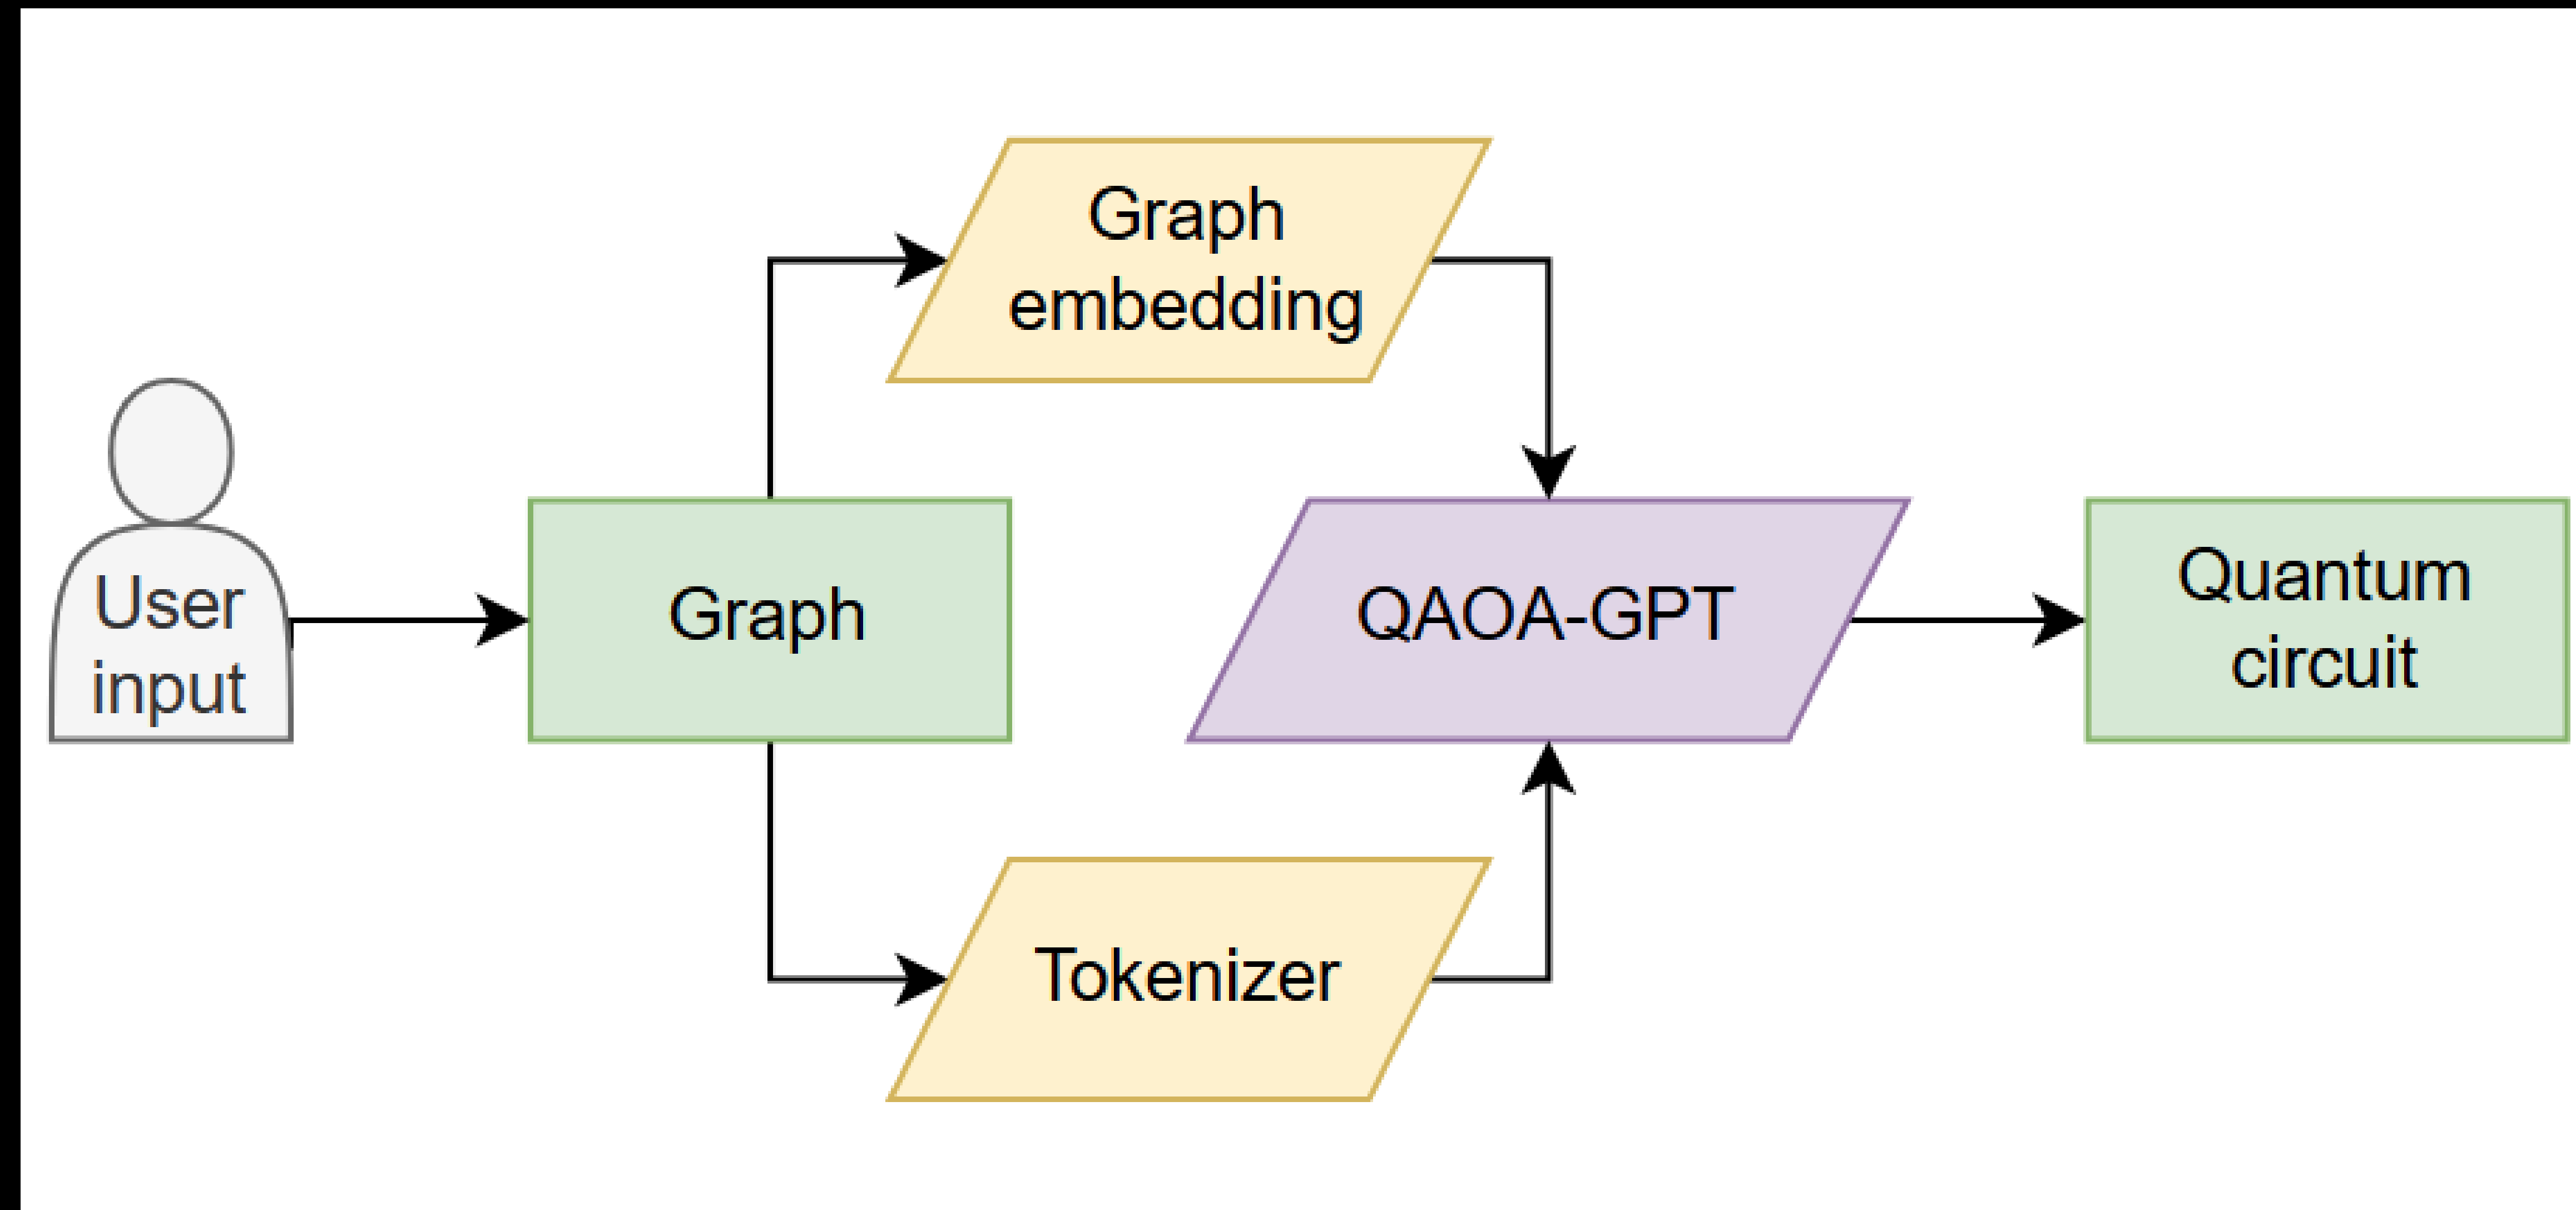 User
input
Graph
Graph
embedding
Tokenizer
QAOA-GPT
Quantum
circuit